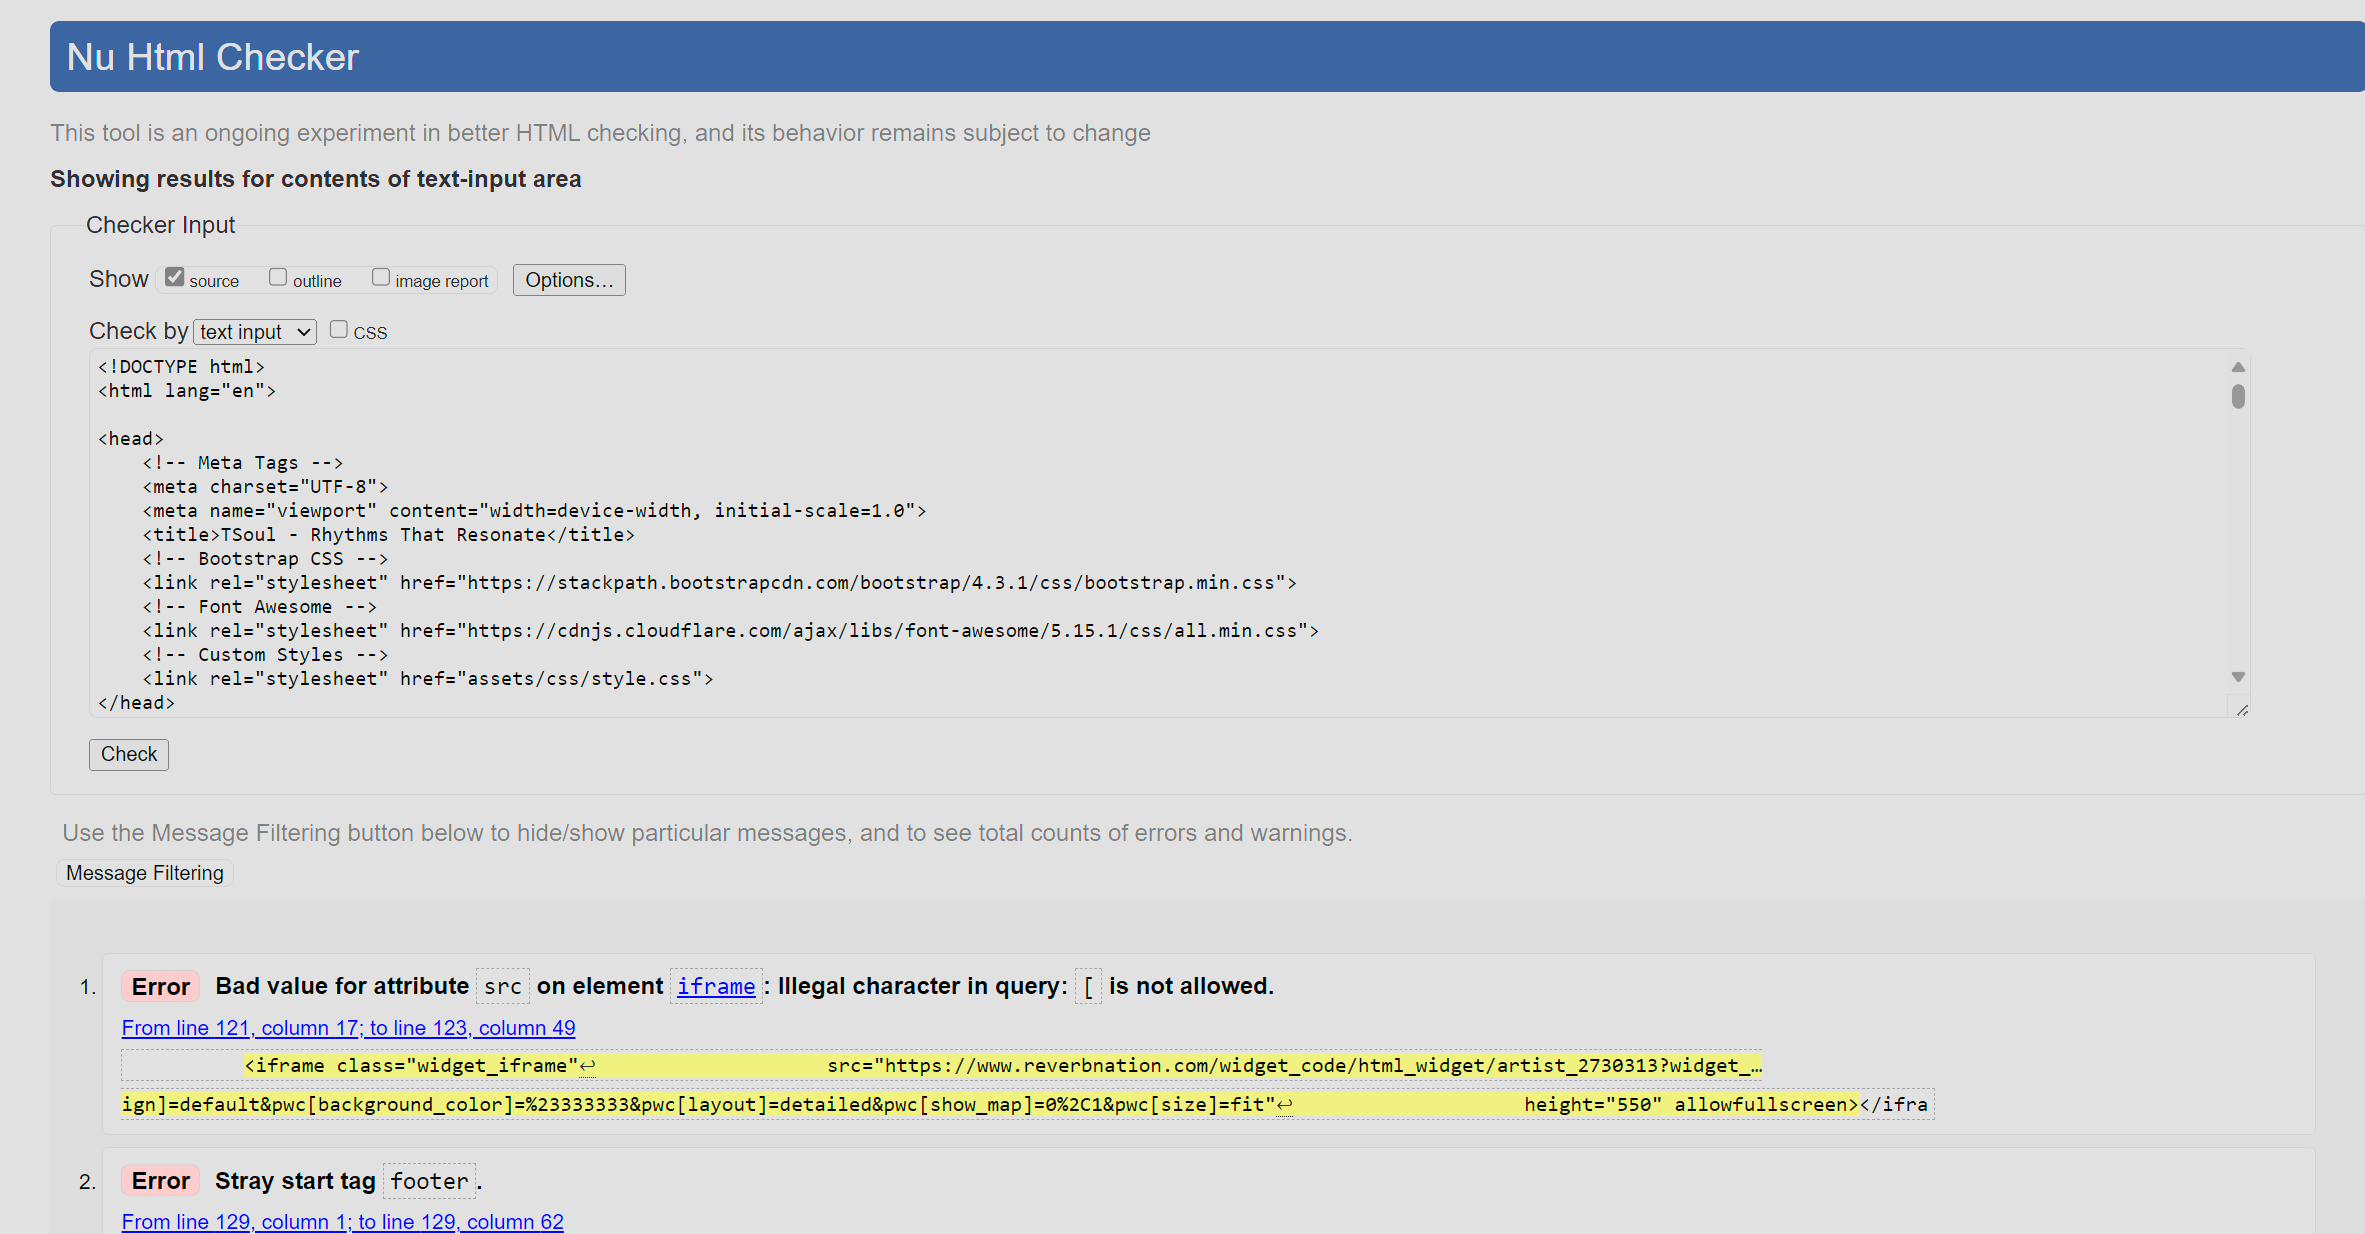 Nu Html Checker
This tool is an ongoing experiment in better HTML checking, and its behavior remains subject to change
Showing results for contents of text-input area
Checker Input
Show source outline image report Options...
Check by text input CSS
<!DOCTYPE html>
<html lang="en">
<head>
    <!-- Meta Tags -->
    <meta charset="UTF-8">
    <meta name="viewport" content="width=device-width, initial-scale=1.0">
    <title>TSoul - Rhythms That Resonate</title>
    <!-- Bootstrap CSS -->
    <link rel="stylesheet" href="https://stackpath.bootstrapcdn.com/bootstrap/4.3.1/css/bootstrap.min.css">
    <!-- Font Awesome -->
    <link rel="stylesheet" href="https://cdnjs.cloudflare.com/ajax/libs/font-awesome/5.15.1/css/all.min.css">
    <!-- Custom Styles -->
    <link rel="stylesheet" href="assets/css/style.css">
</head>
Check
Use the Message Filtering button below to hide/show particular messages, and to see total counts of errors and warnings.
Message Filtering
1. Error Bad value for attribute src on element iframe: Illegal character in query: [ is not allowed.
From line 121, column 17; to line 123, column 49
<iframe class="widget_iframe"↩ src="https://www.reverbnation.com/widget_code/html_widget/artist_2730313?widget_…
ign]=default&pwc[background_color]=%23333333&pwc[layout]=detailed&pwc[show_map]=0%2C1&pwc[size]=fit"↩ height="550" allowfullscreen></ifra
2. Error Stray start tag footer.
From line 129, column 1; to line 129, column 62